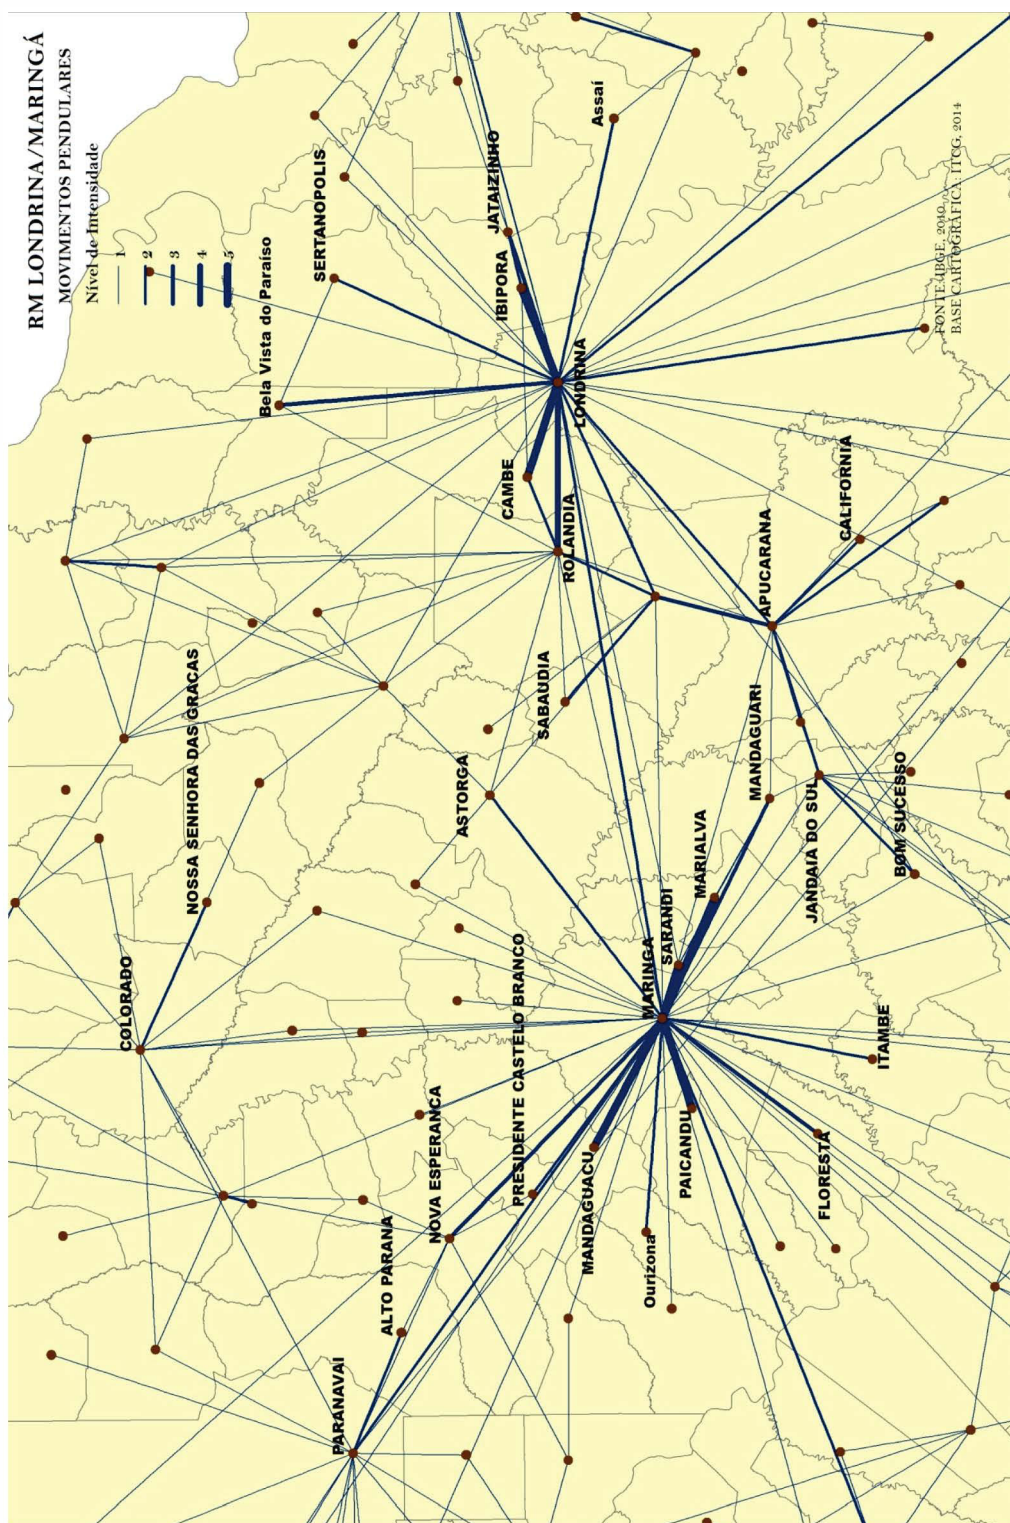 RM LONDRINA/MARINGÁ
MOVIMENTOS PENDULARES
Nível de Intensidade
1
2
3
4
5
PARANAVAI
ALTO PARANA
NOVA ESPERANCA
COLORADO
NOSSA SENHORA DAS GRACAS
Bela Vista do Paraíso
SERTANOPOLIS
PRESIDENTE CASTELO BRANCO
ASTORGA
SABAUDIA
ROLANDIA
CAMBE
IBIPORA
JATAIZINHO
LONDRINA
Assaí
MANDAGUACU
Ourizona
PAICANDU
MARINGA
SARANDI
MARIALVA
MANDAGUARI
APUCARANA
CALIFORNIA
FLORESTA
ITAMBE
JANDAIA DO SUL
BOM SUCESSO
FONTE: IBGE, 2010
BASE CARTOGRÁFICA: ITCG, 2014